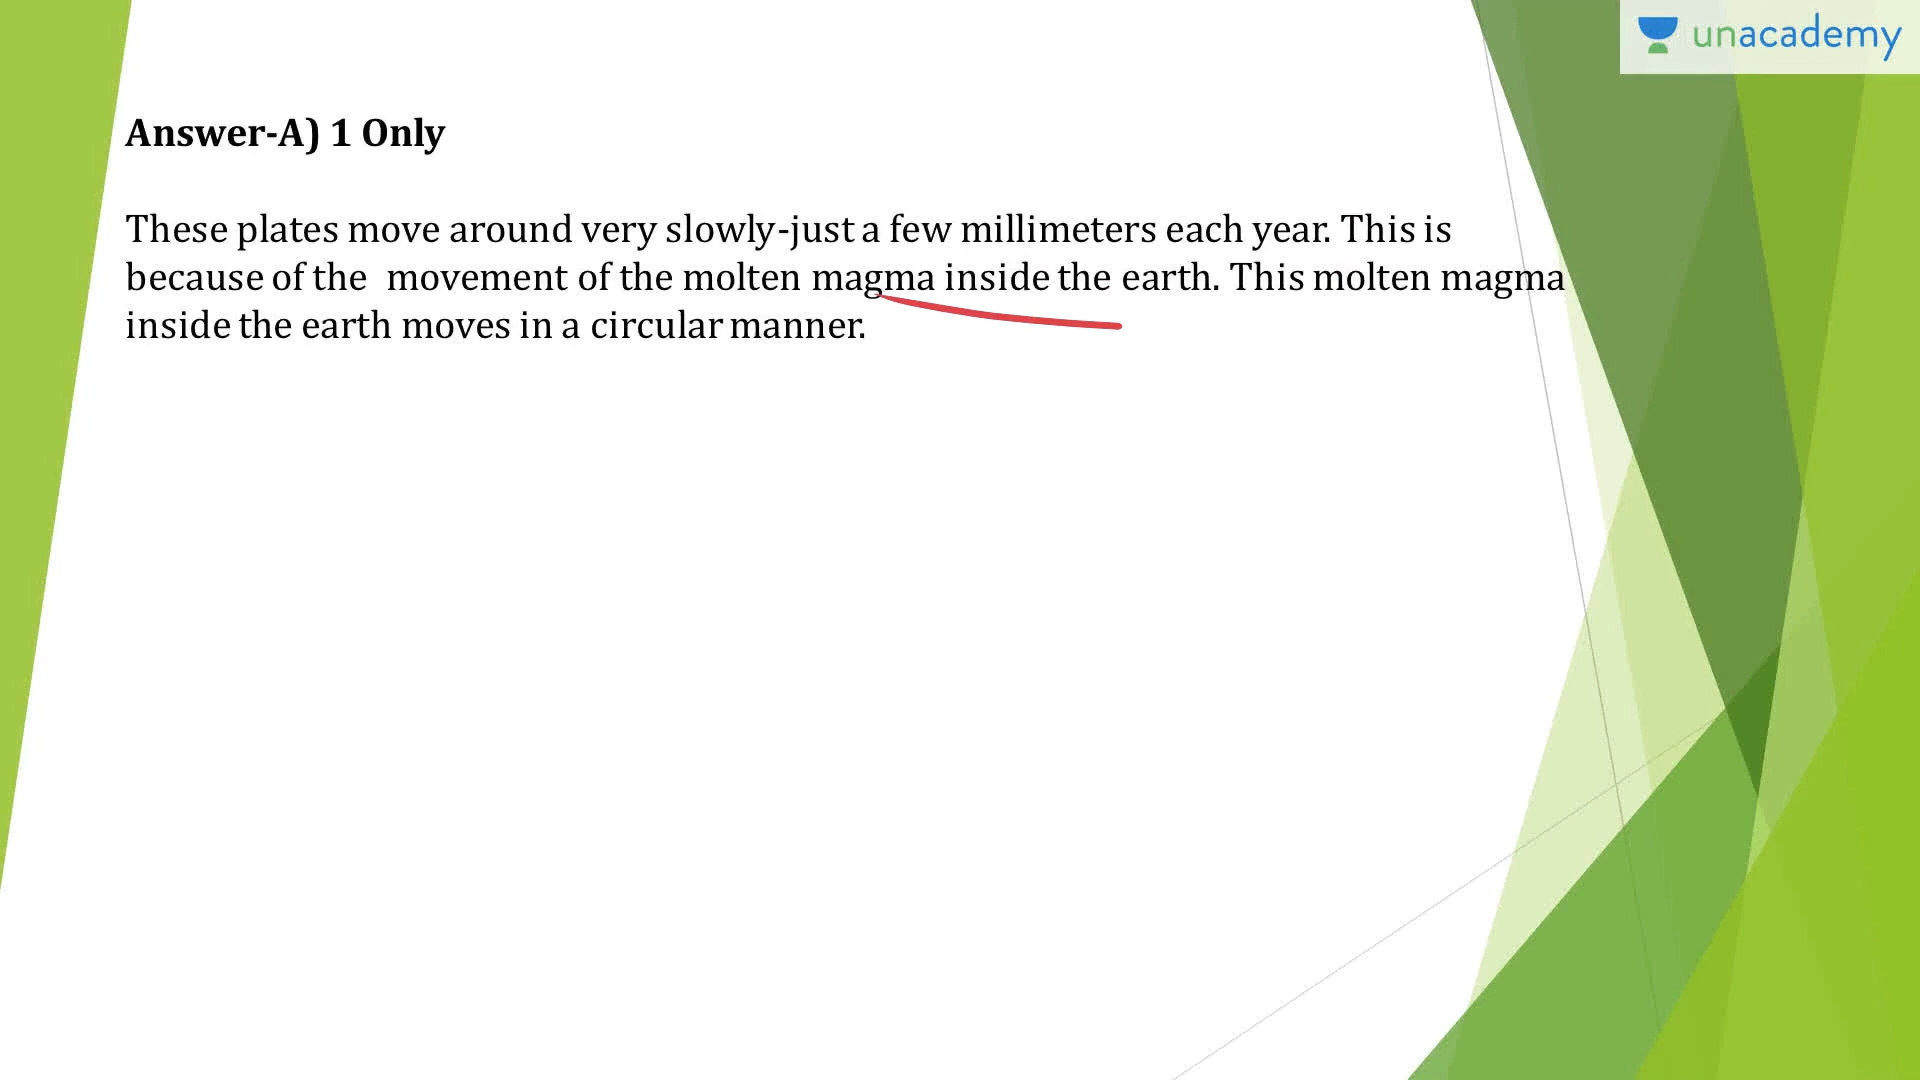 unacademy
Answer-A) 1 Only
These plates move around very slowly-just a few millimeters each year. This is
because of the  movement of the molten magma inside the earth. This molten magma
inside the earth moves in a circular manner.